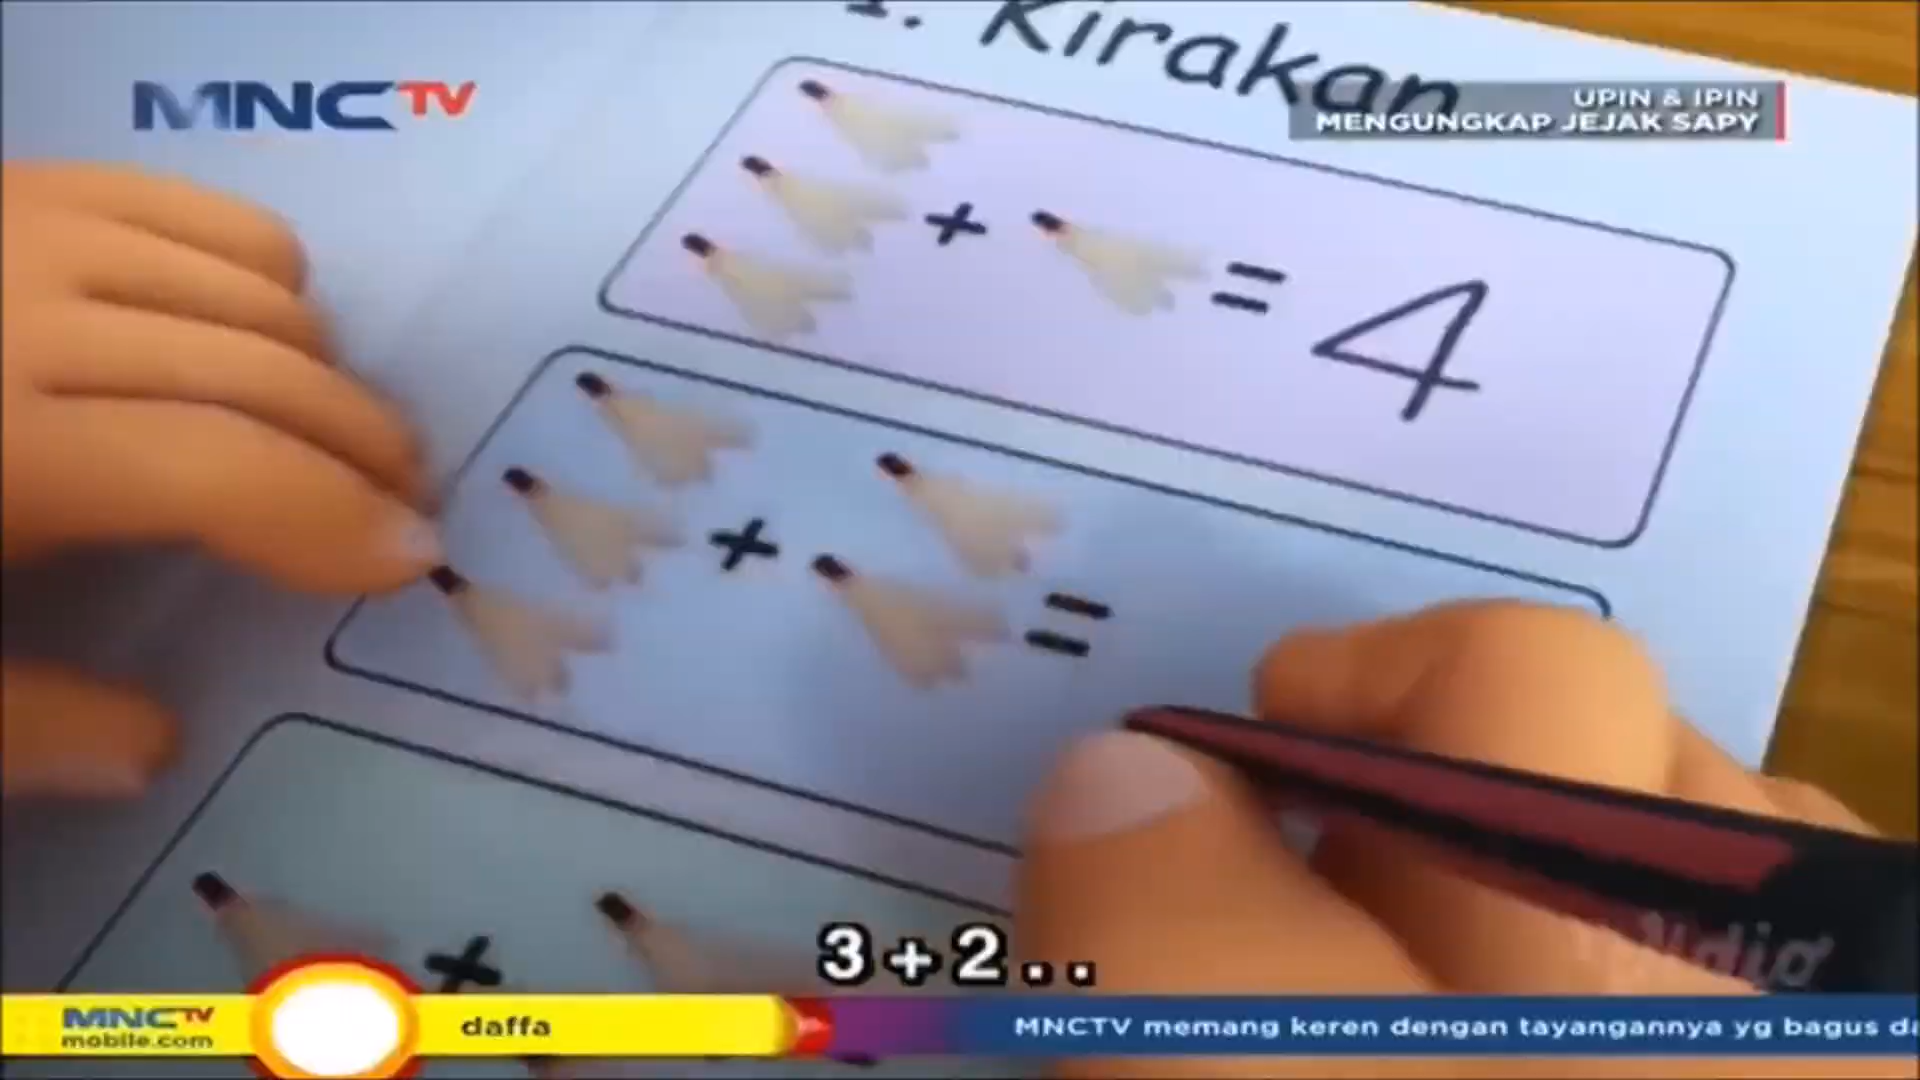 1. Kirakan
MNCTV
UPIN & IPIN
MENGUNGKAP JEJAK SAPY
+ = 4
+ =
+
3+2..
MNCTV
mobile.com
daffa
MNCTV memang keren dengan tayangannya yg bagus da